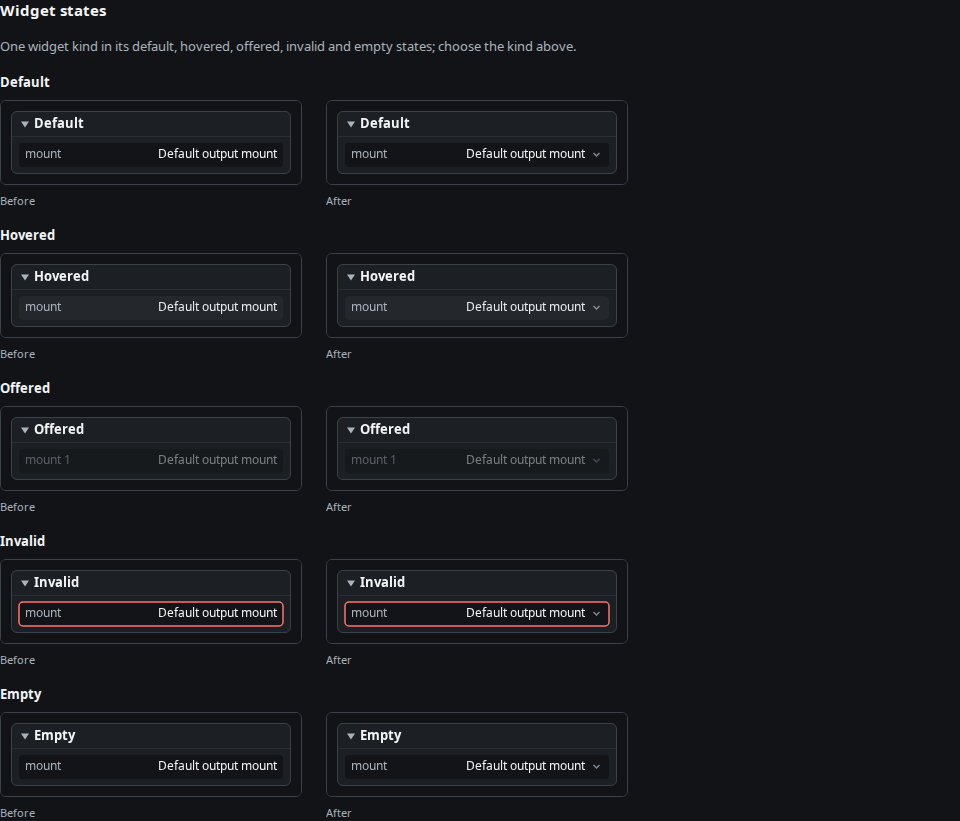 Widget states
One widget kind in its default, hovered, offered, invalid and empty states; choose the kind above.
Default
Default Default
mount Default output mount mount Default output mount
Before After
Hovered
Hovered Hovered
mount Default output mount mount Default output mount
Before After
Offered
Offered Offered
mount 1 Default output mount mount 1 Default output mount
Before After
Invalid
Invalid Invalid
mount Default output mount mount Default output mount
Before After
Empty
Empty Empty
mount Default output mount mount Default output mount
Before After